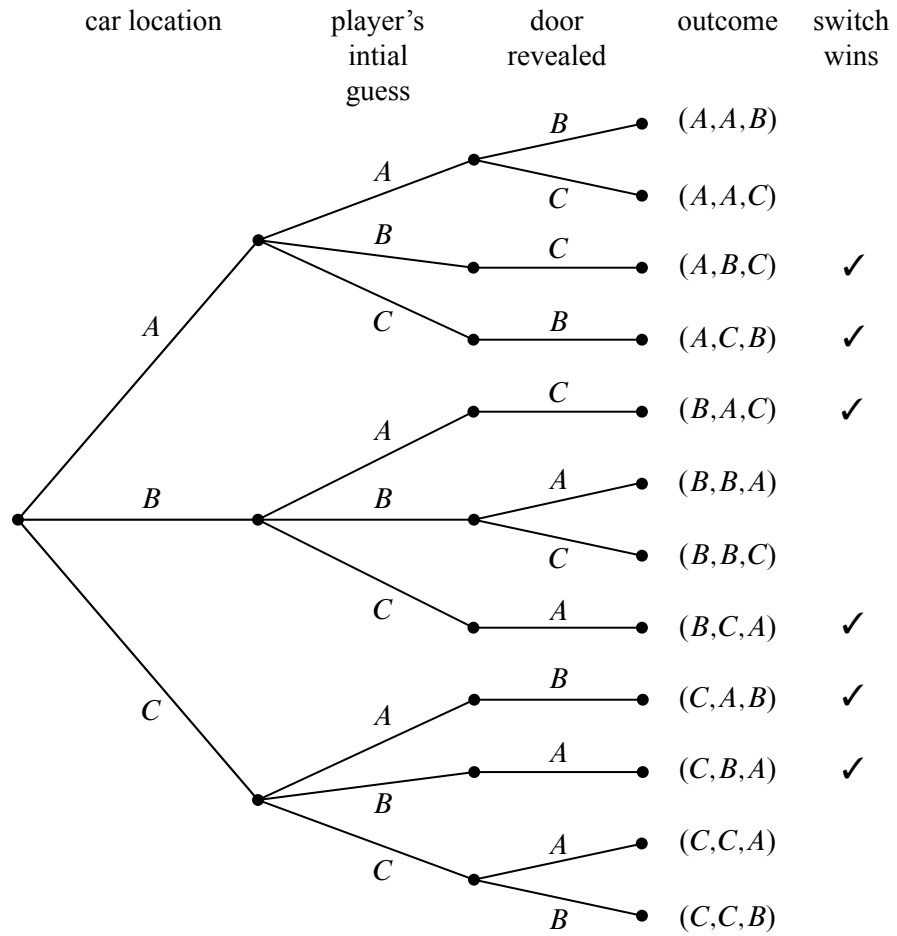 car location player's door outcome switch
intial revealed wins
guess
B (A,A,B)
A
C (A,A,C)
B C (A,B,C) ✓
A C B (A,C,B) ✓
C (B,A,C) ✓
A
B B A (B,B,A)
C (B,B,C)
C A (B,C,A) ✓
B (C,A,B) ✓
C A
A (C,B,A) ✓
B
A (C,C,A)
C
B (C,C,B)